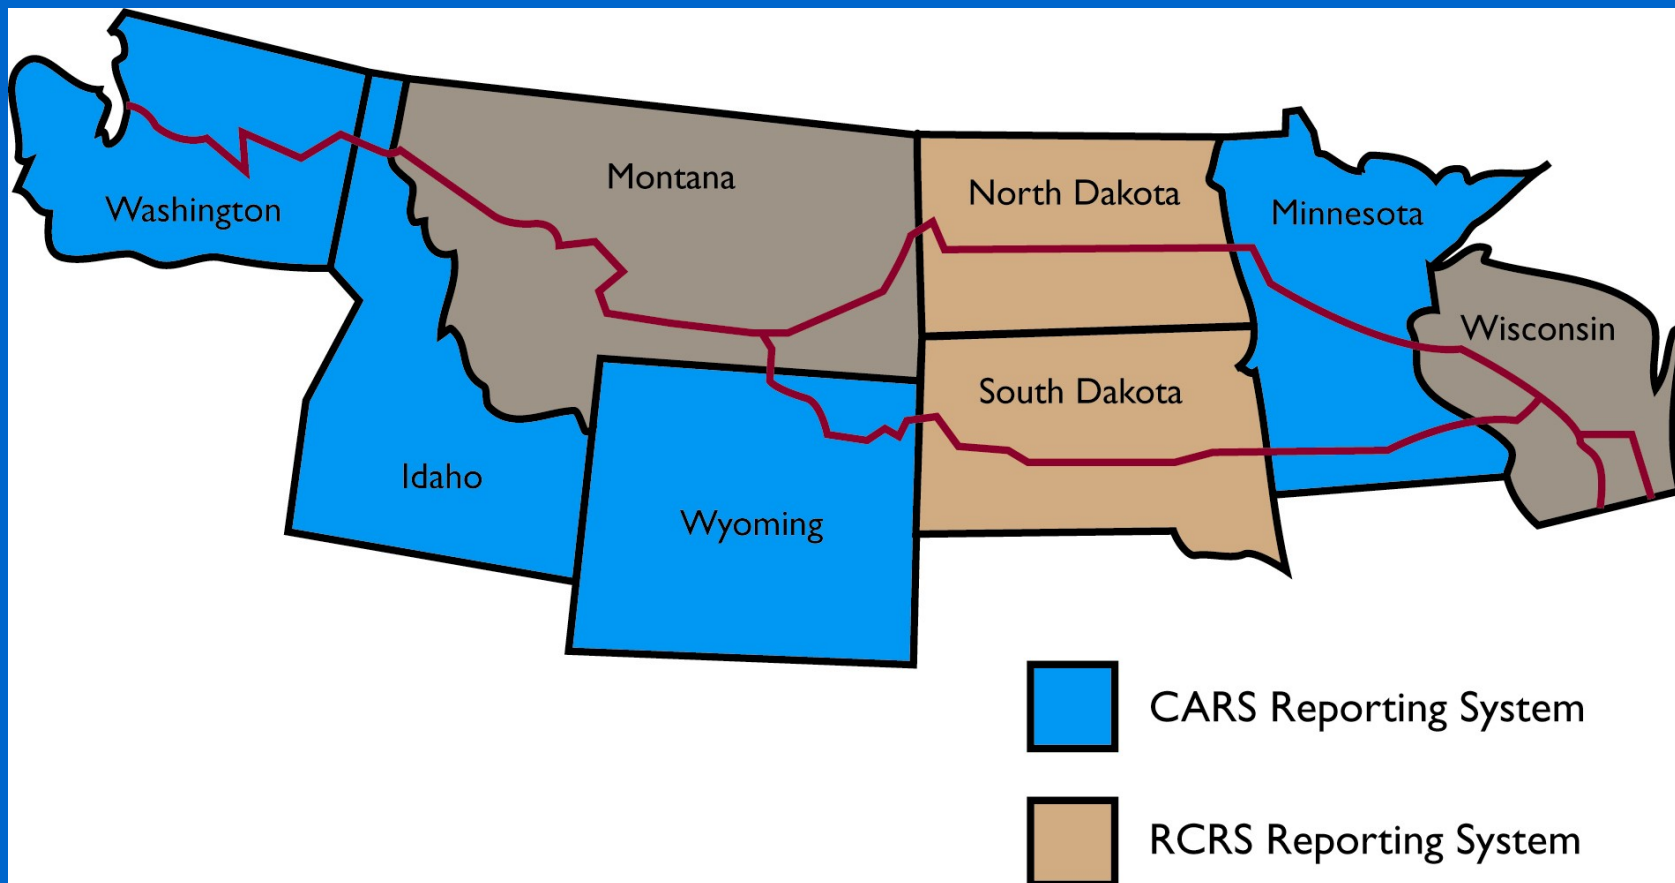 Washington
Montana
North Dakota
Minnesota
Wisconsin
South Dakota
Idaho
Wyoming
CARS Reporting System
RCRS Reporting System